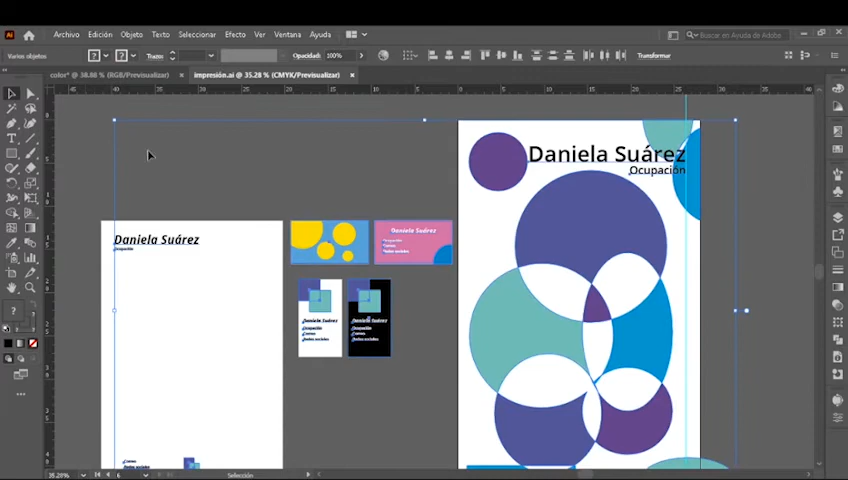 Archivo Edición Objeto Texto Seleccionar Efecto Ver Ventana Ayuda
Buscar en Ayuda de Adobe
Varios objetos Trazo: Opacidad: 100% Transformar
color* @ 38.88 % (RGB/Previsualizar) × impresión.ai @ 35.28 % (CMYK/Previsualizar) ×
Daniela Suárez
Ocupación
Daniela Suárez
Ocupación
Daniela Suárez
Ocupación
Correo
Redes sociales
Daniela Suárez
Ocupación
Correo
Redes sociales
Daniela Suárez
Ocupación
Correo
Redes sociales
35.28% 6 Selección